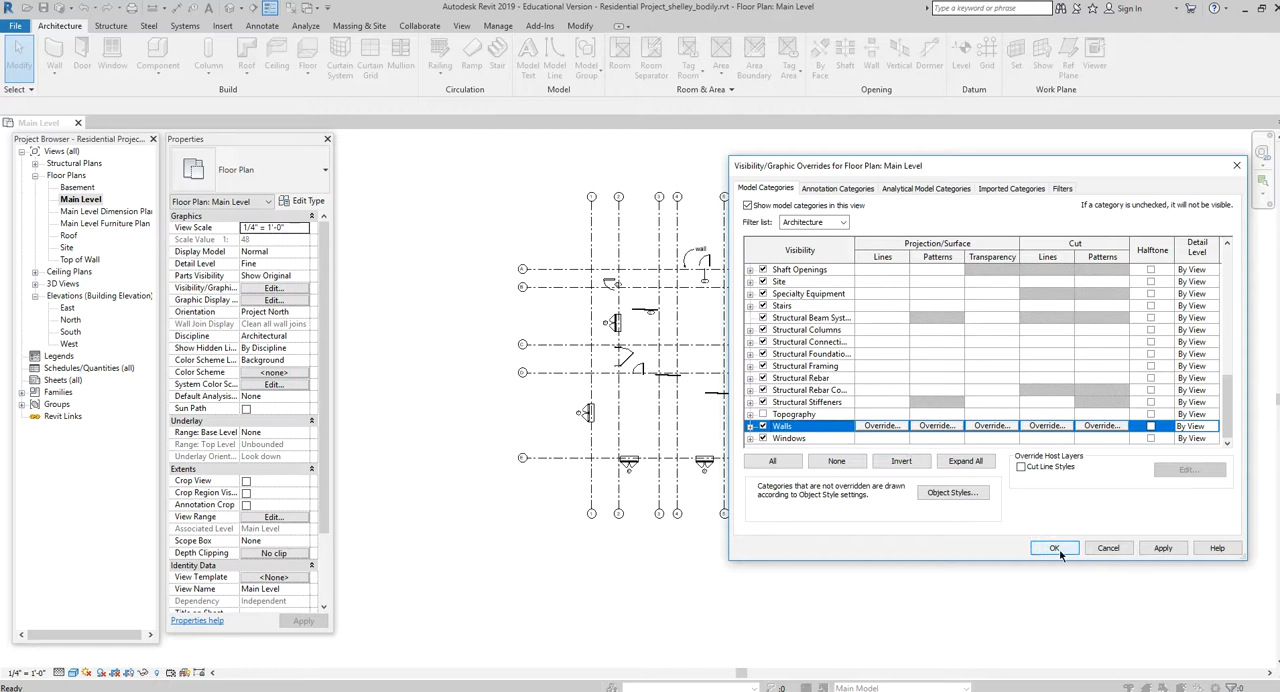 Autodesk Revit 2019 - Educational Version - Residential Project_shelley_bodily.rvt - Floor Plan: Main Level
Type a keyword or phrase
Sign In
File Architecture Structure Steel Systems Insert Annotate Analyze Massing & Site Collaborate View Manage Add-Ins Modify
Modify Wall Door Window Component Column Roof Ceiling Floor Curtain System Curtain Grid Mullion Railing Ramp Stair Model Text Model Line Model Group Room Room Separator Tag Room Area Area Boundary Tag Area By Face Shaft Wall Vertical Dormer Level Grid Set Show Ref Plane Viewer
Select Build Circulation Model Room & Area Opening Datum Work Plane
Main Level
Project Browser - Residential Projec...
Views (all)
Structural Plans
Floor Plans
Basement
Main Level
Main Level Dimension Plan
Main Level Furniture Plan
Roof
Site
Top of Wall
Ceiling Plans
3D Views
Elevations (Building Elevation)
East
North
South
West
Legends
Schedules/Quantities (all)
Sheets (all)
Families
Groups
Revit Links
Properties
Floor Plan
Floor Plan: Main Level Edit Type
Graphics
View Scale 1/4" = 1'-0"
Scale Value 1: 48
Display Model Normal
Detail Level Fine
Parts Visibility Show Original
Visibility/Graphi... Edit...
Graphic Display ... Edit...
Orientation Project North
Wall Join Display Clean all wall joins
Discipline Architectural
Show Hidden Li... By Discipline
Color Scheme L... Background
Color Scheme <none>
System Color Sc... Edit...
Default Analysis... None
Sun Path
Underlay
Range: Base Level None
Range: Top Level Unbounded
Underlay Orient... Look down
Extents
Crop View
Crop Region Vis...
Annotation Crop
View Range Edit...
Associated Level Main Level
Scope Box None
Depth Clipping No clip
Identity Data
View Template <None>
View Name Main Level
Dependency Independent
Properties help Apply
wall
Visibility/Graphic Overrides for Floor Plan: Main Level
Model Categories Annotation Categories Analytical Model Categories Imported Categories Filters
Show model categories in this view
If a category is unchecked, it will not be visible.
Filter list: Architecture
Visibility Projection/Surface Cut Halftone Detail Level
Lines Patterns Transparency Lines Patterns
Shaft Openings By View
Site By View
Specialty Equipment By View
Stairs By View
Structural Beam Syst... By View
Structural Columns By View
Structural Connecti... By View
Structural Foundatio... By View
Structural Framing By View
Structural Rebar By View
Structural Rebar Co... By View
Structural Stiffeners By View
Topography By View
Walls Override... Override... Override... Override... Override... By View
Windows By View
All None Invert Expand All
Override Host Layers
Cut Line Styles Edit...
Categories that are not overridden are drawn
according to Object Style settings.
Object Styles...
OK Cancel Apply Help
1/4" = 1'-0"
Ready
:0
Main Model
:0